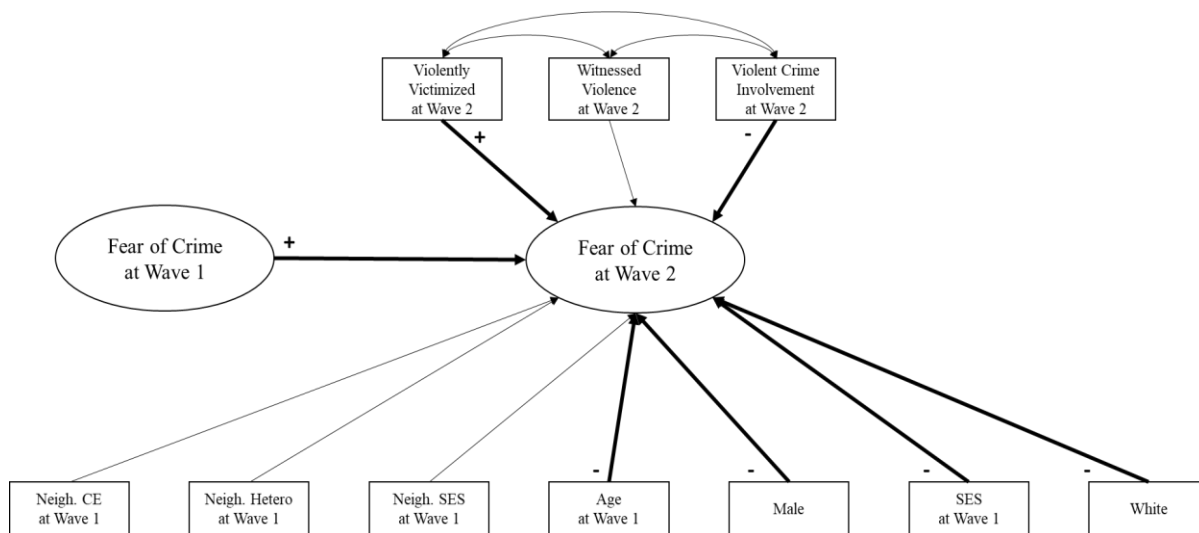 Violently
Victimized
at Wave 2
Witnessed
Violence
at Wave 2
Violent Crime
Involvement
at Wave 2
+
-
Fear of Crime
at Wave 1
+
Fear of Crime
at Wave 2
-
-
-
-
Neigh. CE
at Wave 1
Neigh. Hetero
at Wave 1
Neigh. SES
at Wave 1
Age
at Wave 1
Male
SES
at Wave 1
White